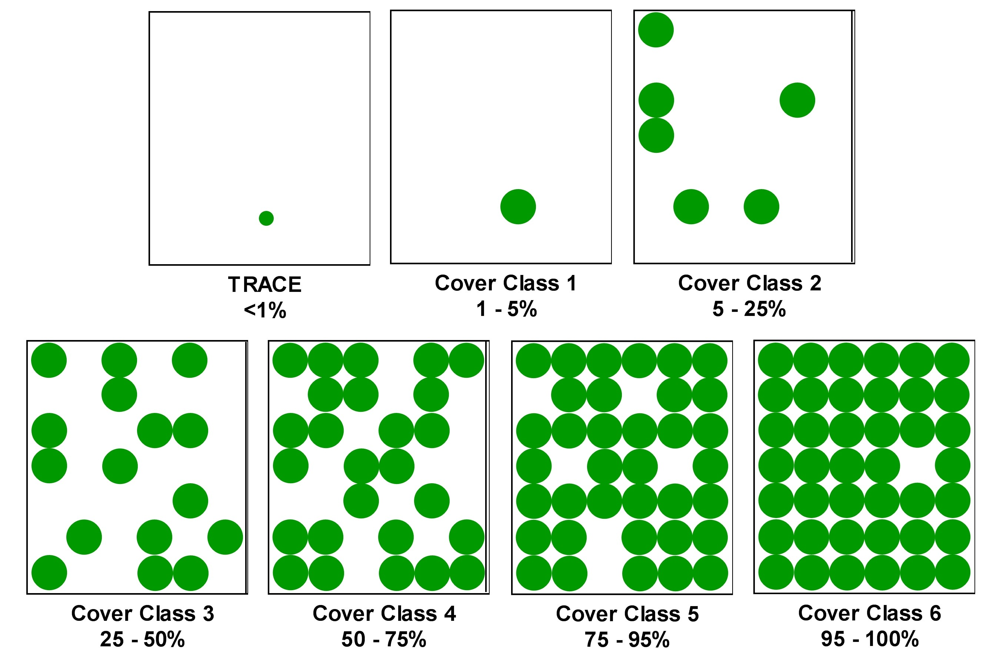 TRACE
<1%
Cover Class 1
1 - 5%
Cover Class 2
5 - 25%
Cover Class 3
25 - 50%
Cover Class 4
50 - 75%
Cover Class 5
75 - 95%
Cover Class 6
95 - 100%